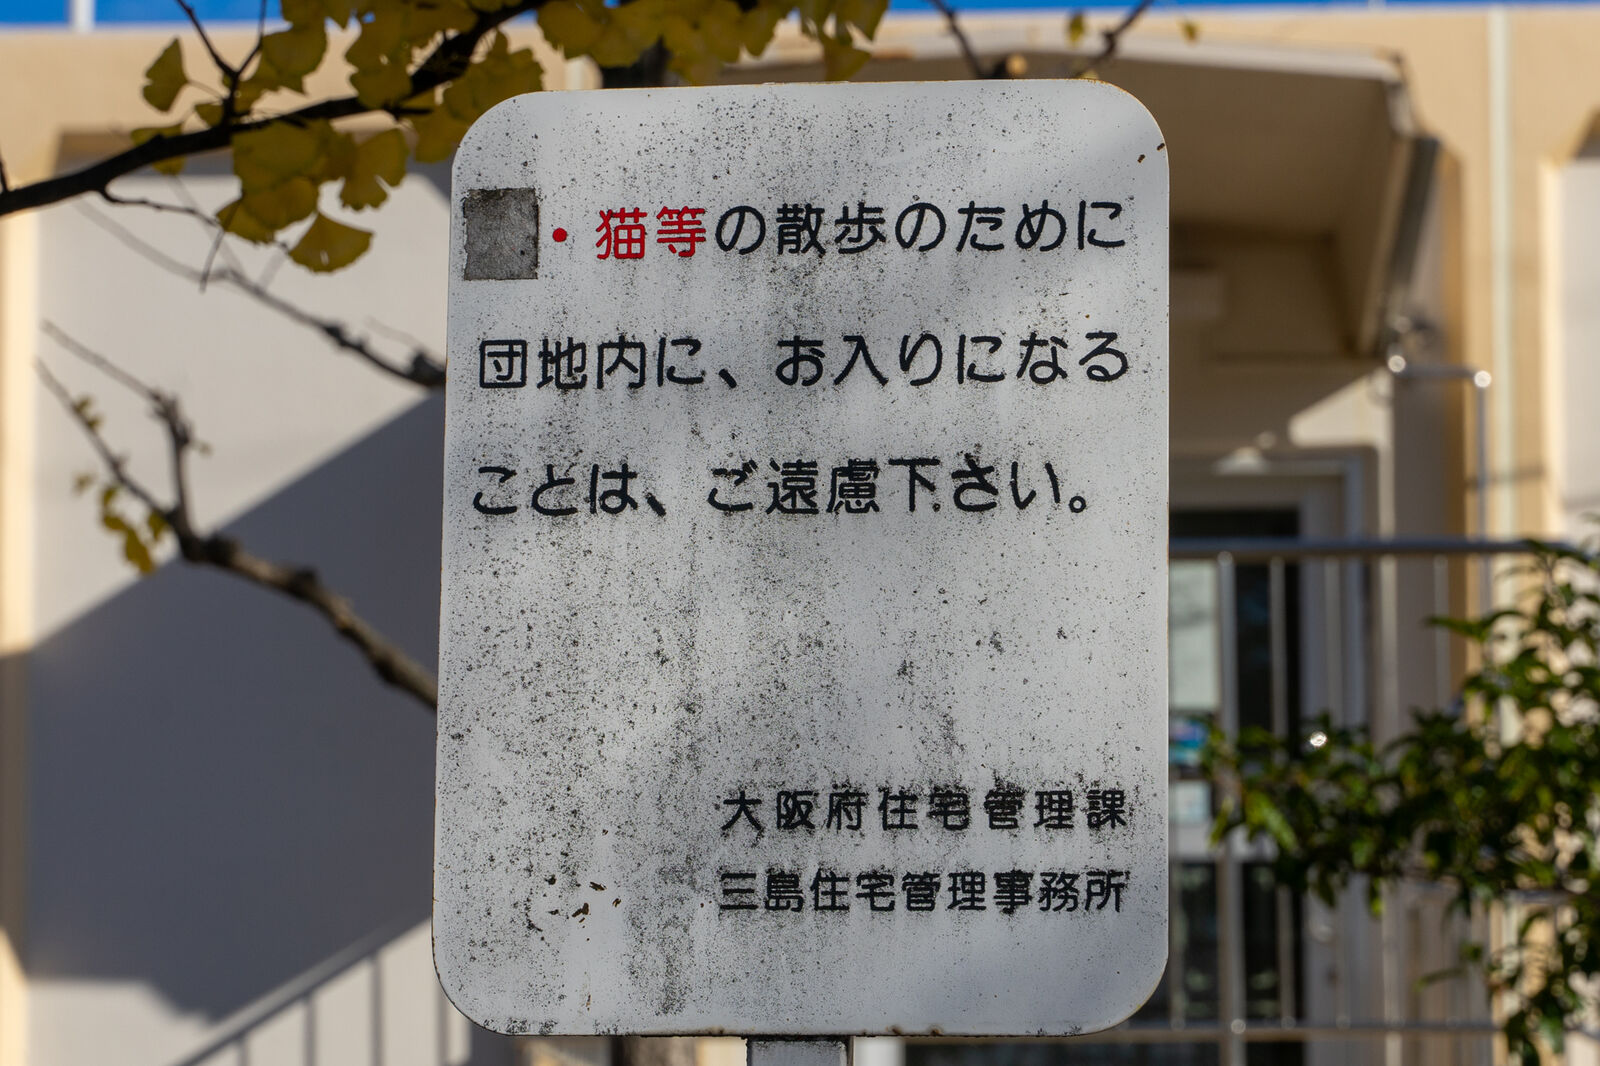 ・猫等の散歩のために
団地内に、お入りになる
ことは、ご遠慮下さい。
大阪府住宅管理課
三島住宅管理事務所